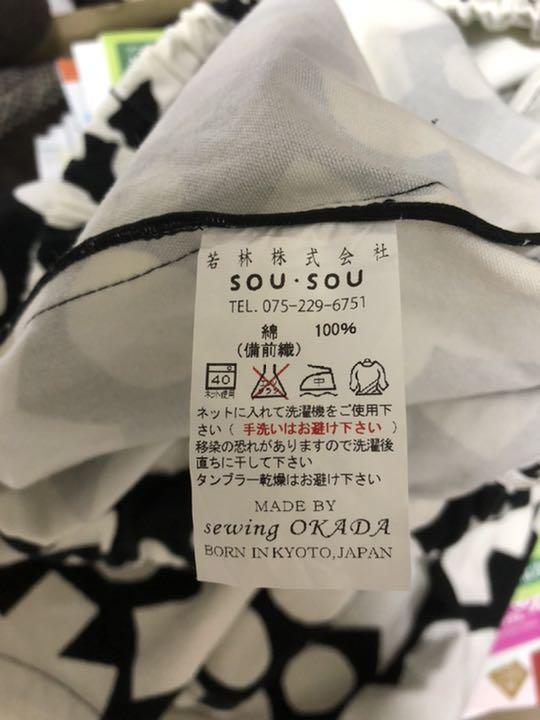 若林株式会社
SOU・SOU
TEL. 075-229-6751
綿 100%
(備前織)
40
ネット使用
中
ネットに入れて洗濯機をご使用下
さい（ 手洗いはお避け下さい ）
移染の恐れがありますので洗濯後
直ちに干して下さい
タンブラー乾燥はお避け下さい
MADE BY
sewing OKADA
BORN IN KYOTO,JAPAN